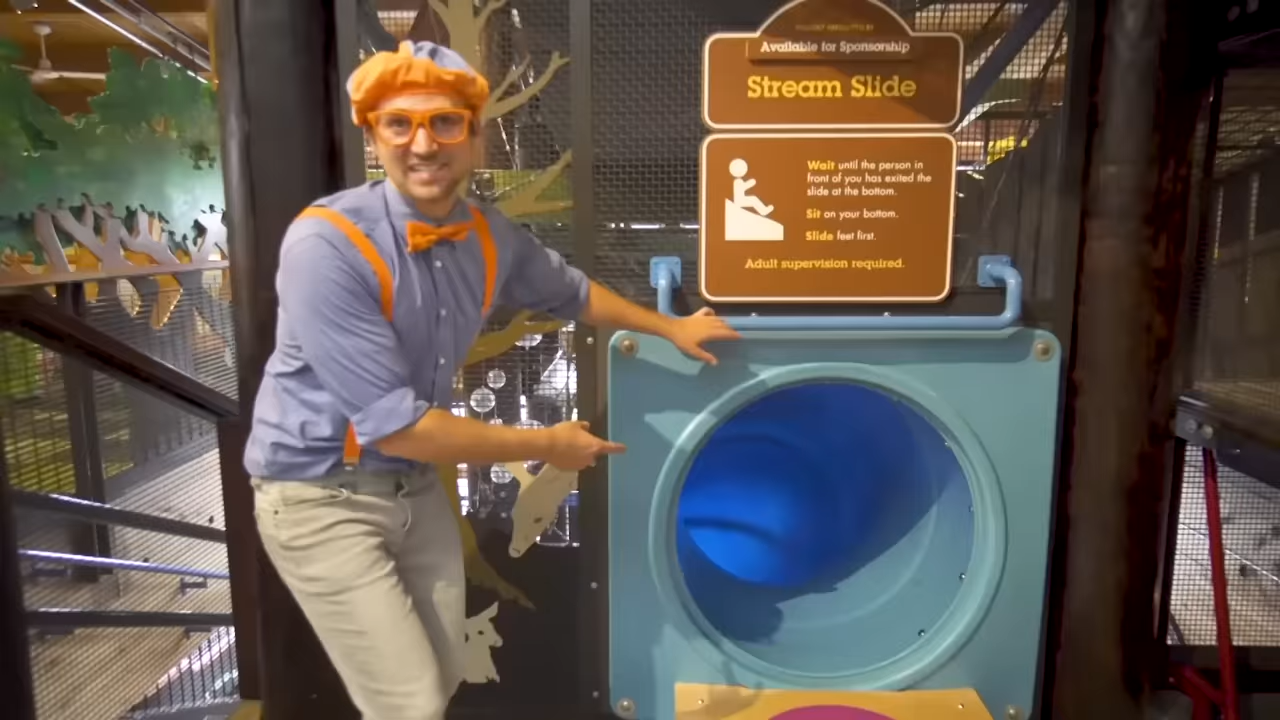 Available for Sponsorship
Stream Slide
Wait until the person in
front of you has exited the
slide at the bottom.
Sit on your bottom.
Slide feet first.
Adult supervision required.